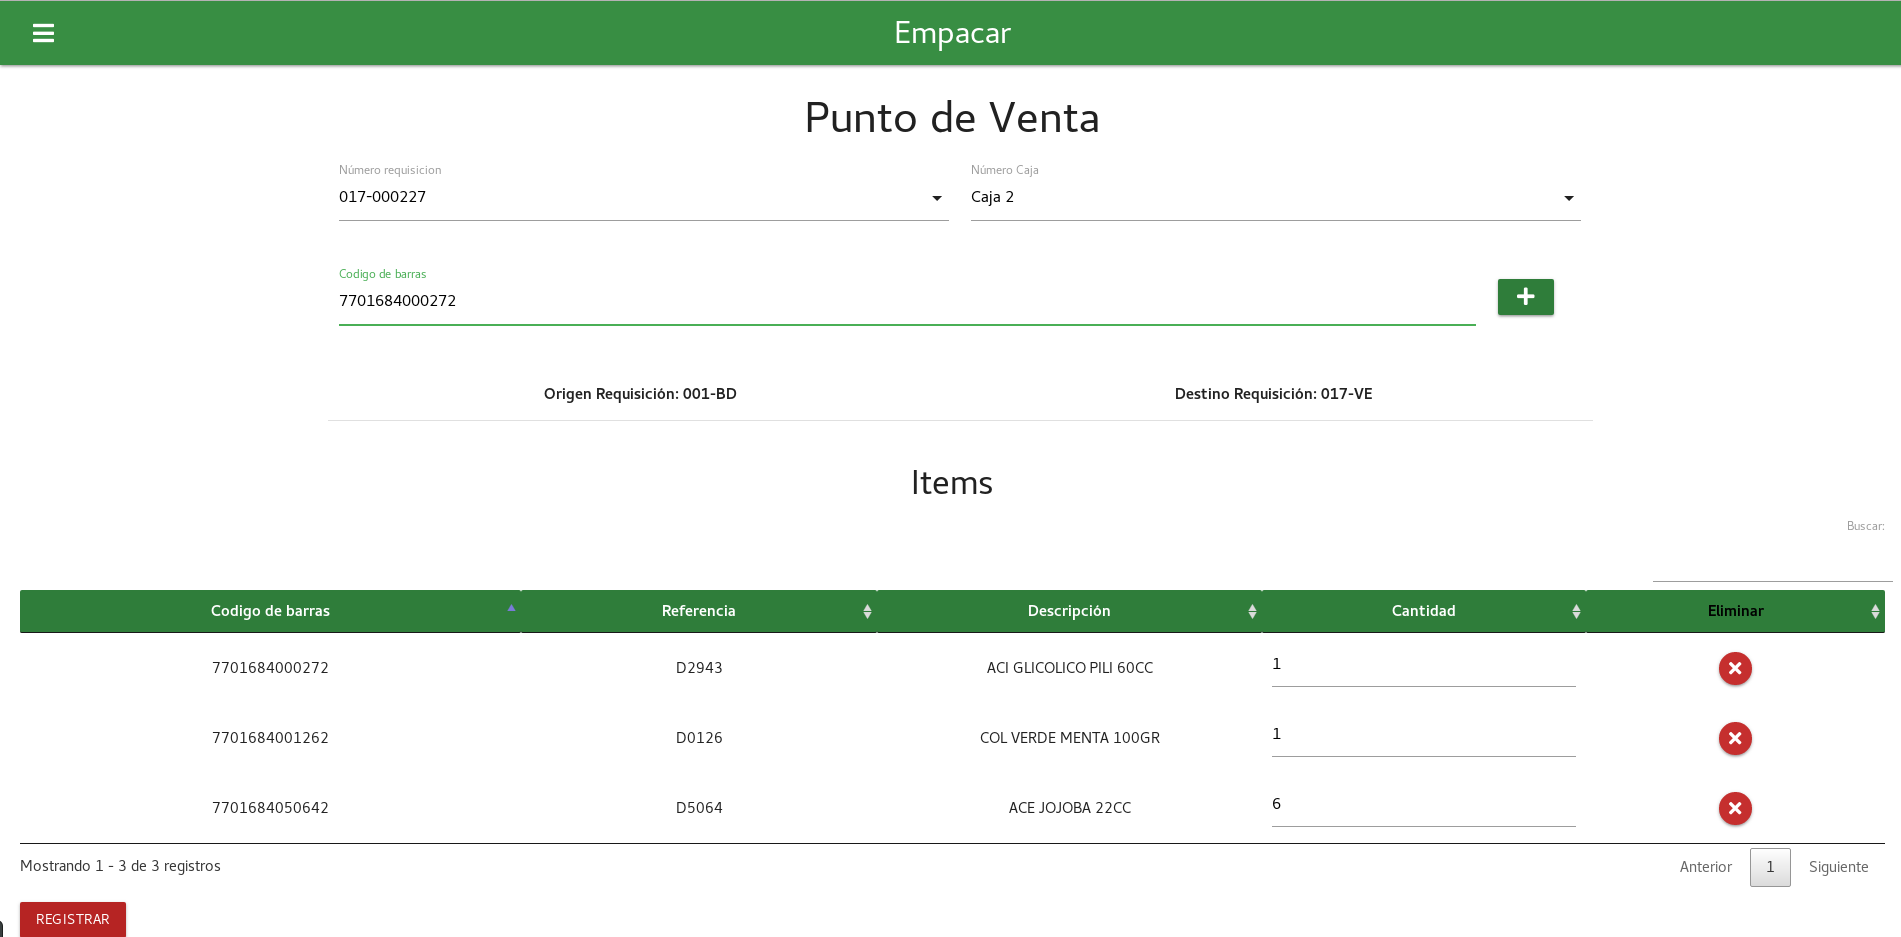 Empacar
Punto de Venta
Número requisicion
Número Caja
017-000227
Caja 2
Codigo de barras
7701684000272
Origen Requisición: 001-BD
Destino Requisición: 017-VE
Items
Buscar:
Codigo de barras Referencia Descripción Cantidad Eliminar
7701684000272 D2943 ACI GLICOLICO PILI 60CC 1
7701684001262 D0126 COL VERDE MENTA 100GR 1
7701684050642 D5064 ACE JOJOBA 22CC 6
Mostrando 1 - 3 de 3 registros
Anterior 1 Siguiente
REGISTRAR